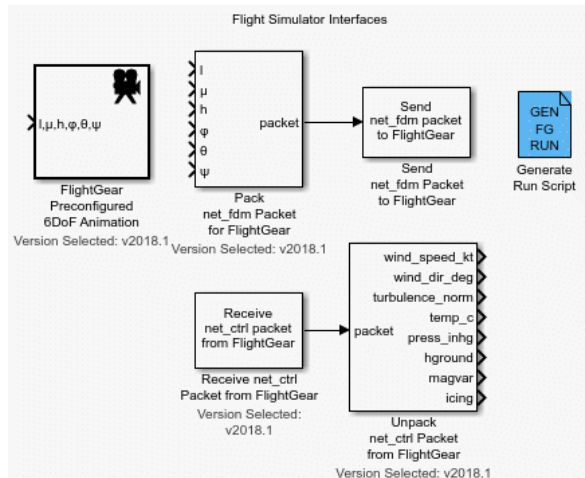 Flight Simulator Interfaces
l,μ,h,φ,θ,ψ
FlightGear
Preconfigured
6DoF Animation
Version Selected: v2018.1
l
μ
h
φ
θ
ψ
packet
Pack
net_fdm Packet
for FlightGear
Version Selected: v2018.1
Send
net_fdm packet
to FlightGear
Send
net_fdm Packet
to FlightGear
GEN
FG
RUN
Generate
Run Script
Receive
net_ctrl packet
from FlightGear
Receive net_ctrl
Packet from FlightGear
Version Selected:
v2018.1
packet
wind_speed_kt
wind_dir_deg
turbulence_norm
temp_c
press_inhg
hground
magvar
icing
Unpack
net_ctrl Packet
from FlightGear
Version Selected: v2018.1